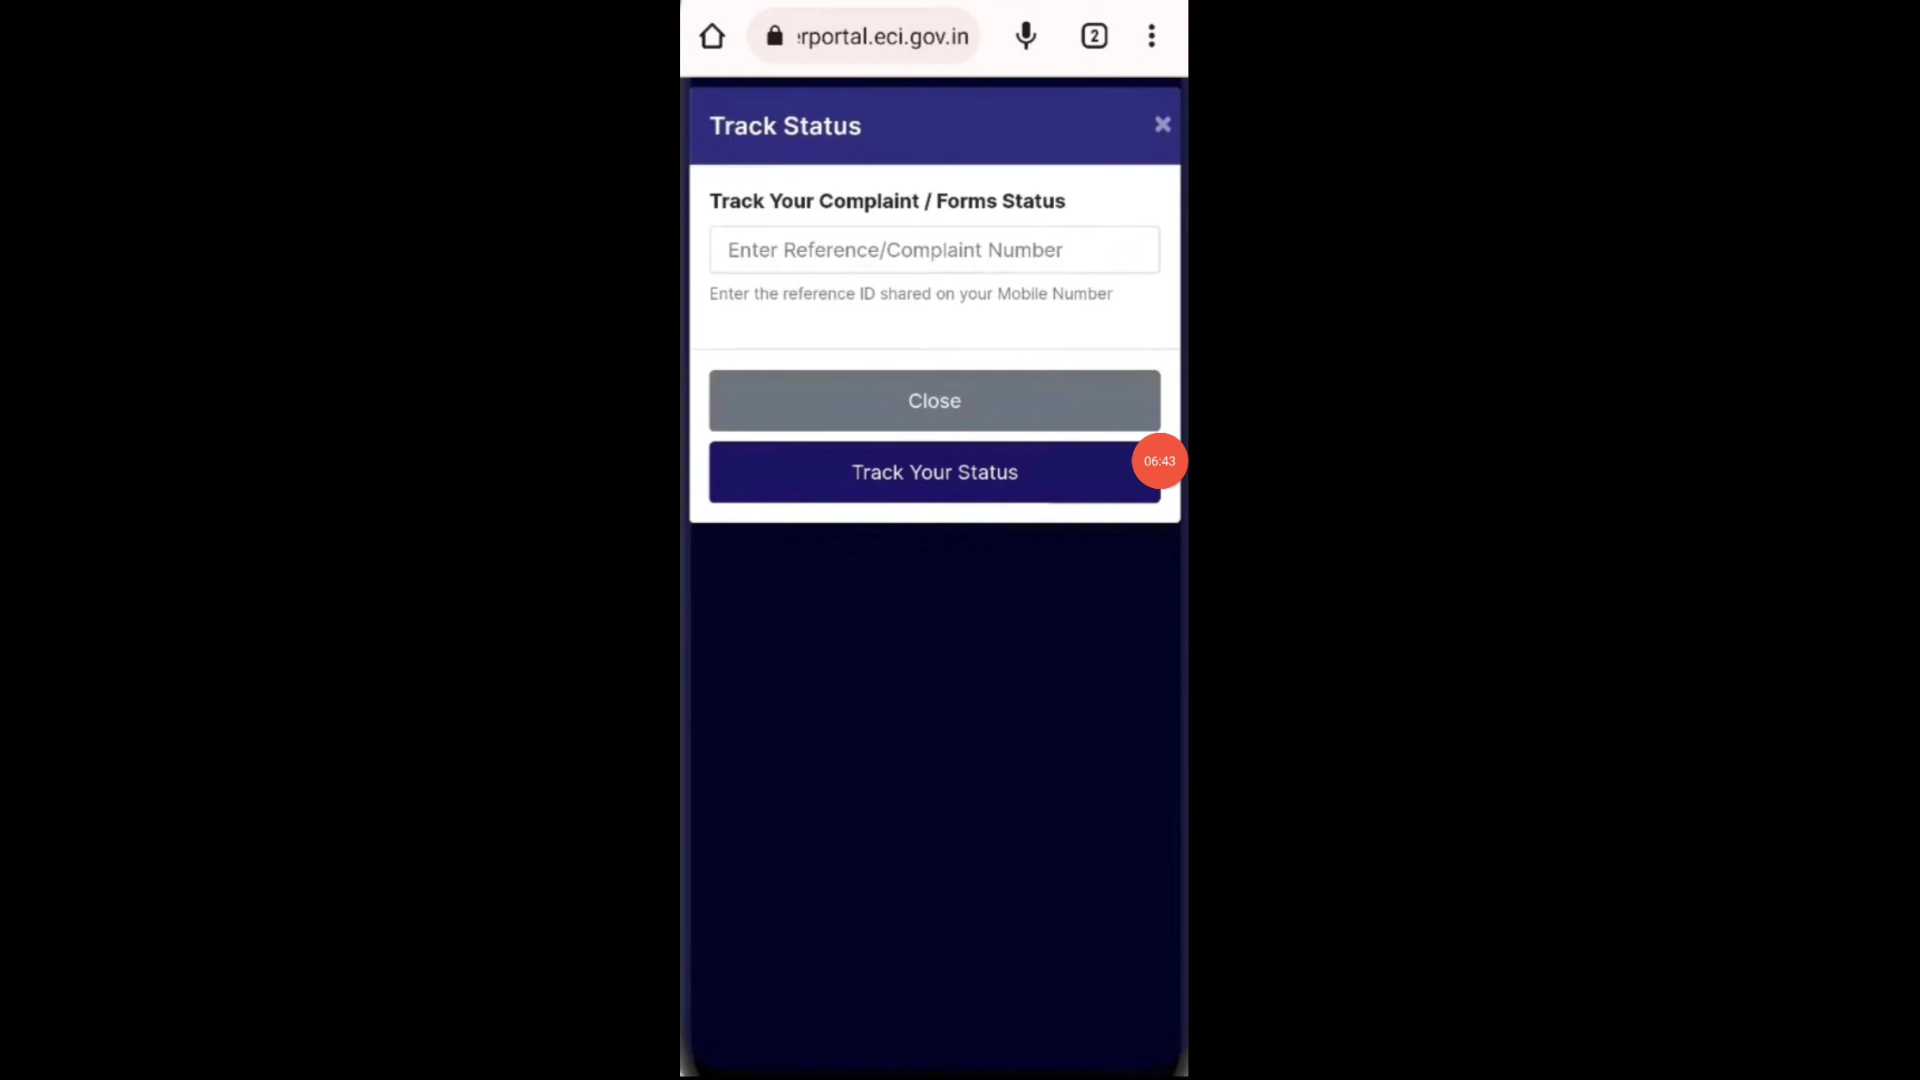 rportal.eci.gov.in
2
Track Status
Track Your Complaint / Forms Status
Enter Reference/Complaint Number
Enter the reference ID shared on your Mobile Number
Close
Track Your Status
06:43